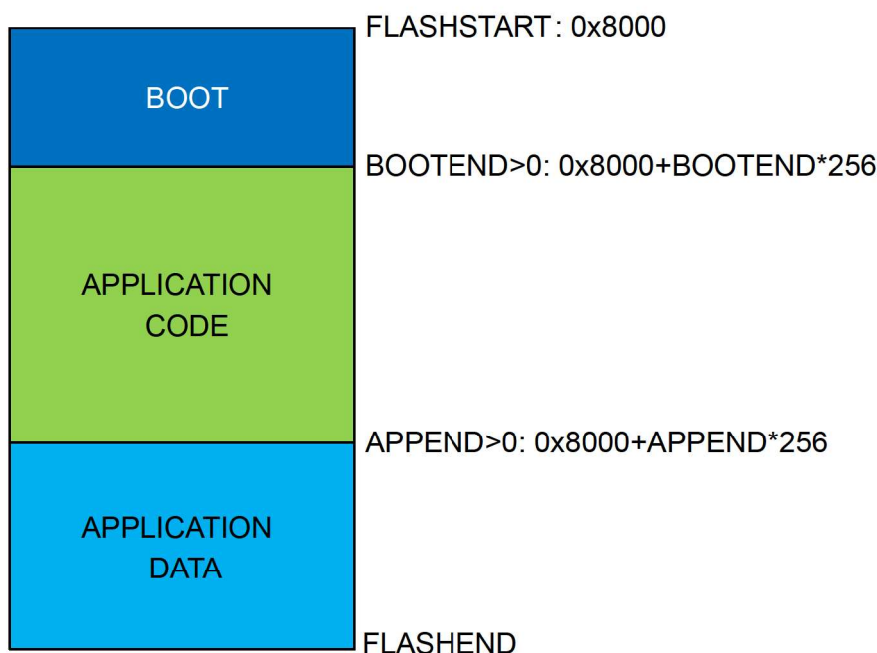 FLASHSTART: 0x8000
BOOT
BOOTEND>0: 0x8000+BOOTEND*256
APPLICATION
CODE
APPEND>0: 0x8000+APPEND*256
APPLICATION
DATA
FLASHEND